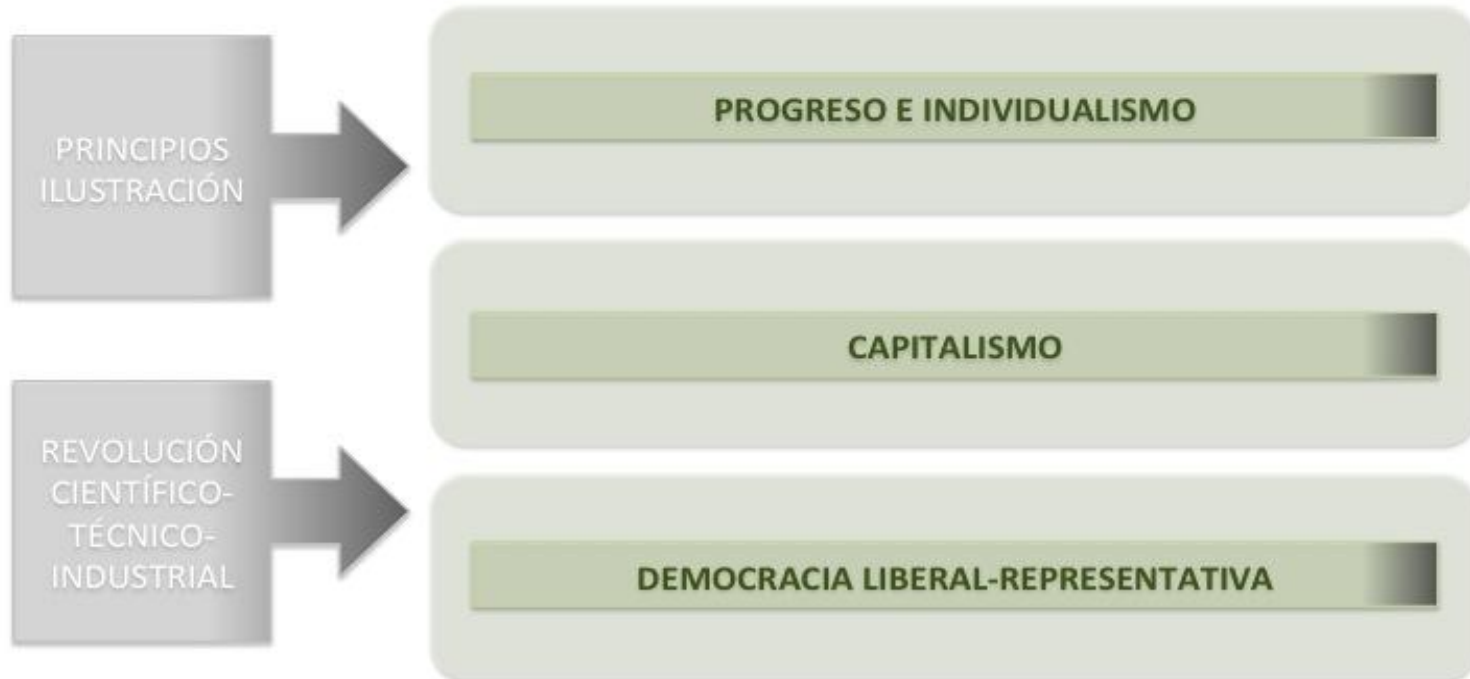 PRINCIPIOS
ILUSTRACIÓN
PROGRESO E INDIVIDUALISMO
CAPITALISMO
REVOLUCIÓN
CIENTÍFICO-
TÉCNICO-
INDUSTRIAL
DEMOCRACIA LIBERAL-REPRESENTATIVA